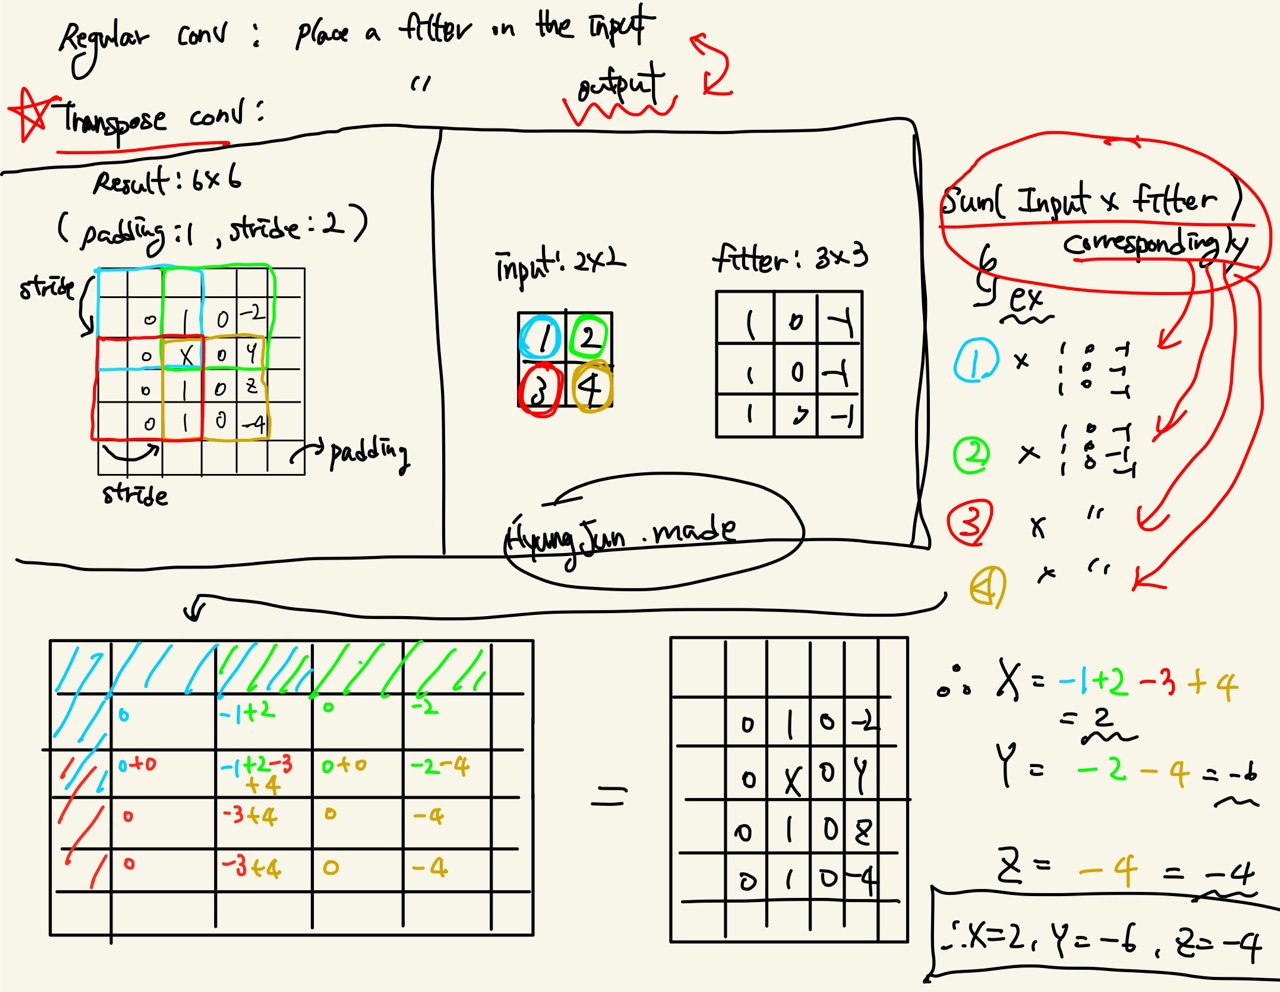 Regular conv : place a filter on the input
Transpose conv : " output
Result: 6x6
(padding:1, stride:2)
stride
0 1 0 -2
0 X 0 Y
0 1 0 Z
0 1 0 -4
stride
padding
input: 2x2
1 2
3 4
filter: 3x3
1 0 -1
1 0 -1
1 0 -1
HyungJun.made
Sum( Input x filter )
correspondingly
ex
① x 1 0 -1
1 0 -1
1 0 -1
② x 1 0 -1
1 0 -1
1 0 -1
③ x "
④ x "
0 -1+2 0 -2
0+0 -1+2-3+4 0+0 -2-4
0 -3+4 0 -4
0 -3+4 0 -4
=
0 1 0 -2
0 X 0 Y
0 1 0 Z
0 1 0 -4
∴ X = -1+2-3+4
= 2
Y = -2-4 = -6
Z = -4 = -4
∴X=2, Y=-6, Z=-4